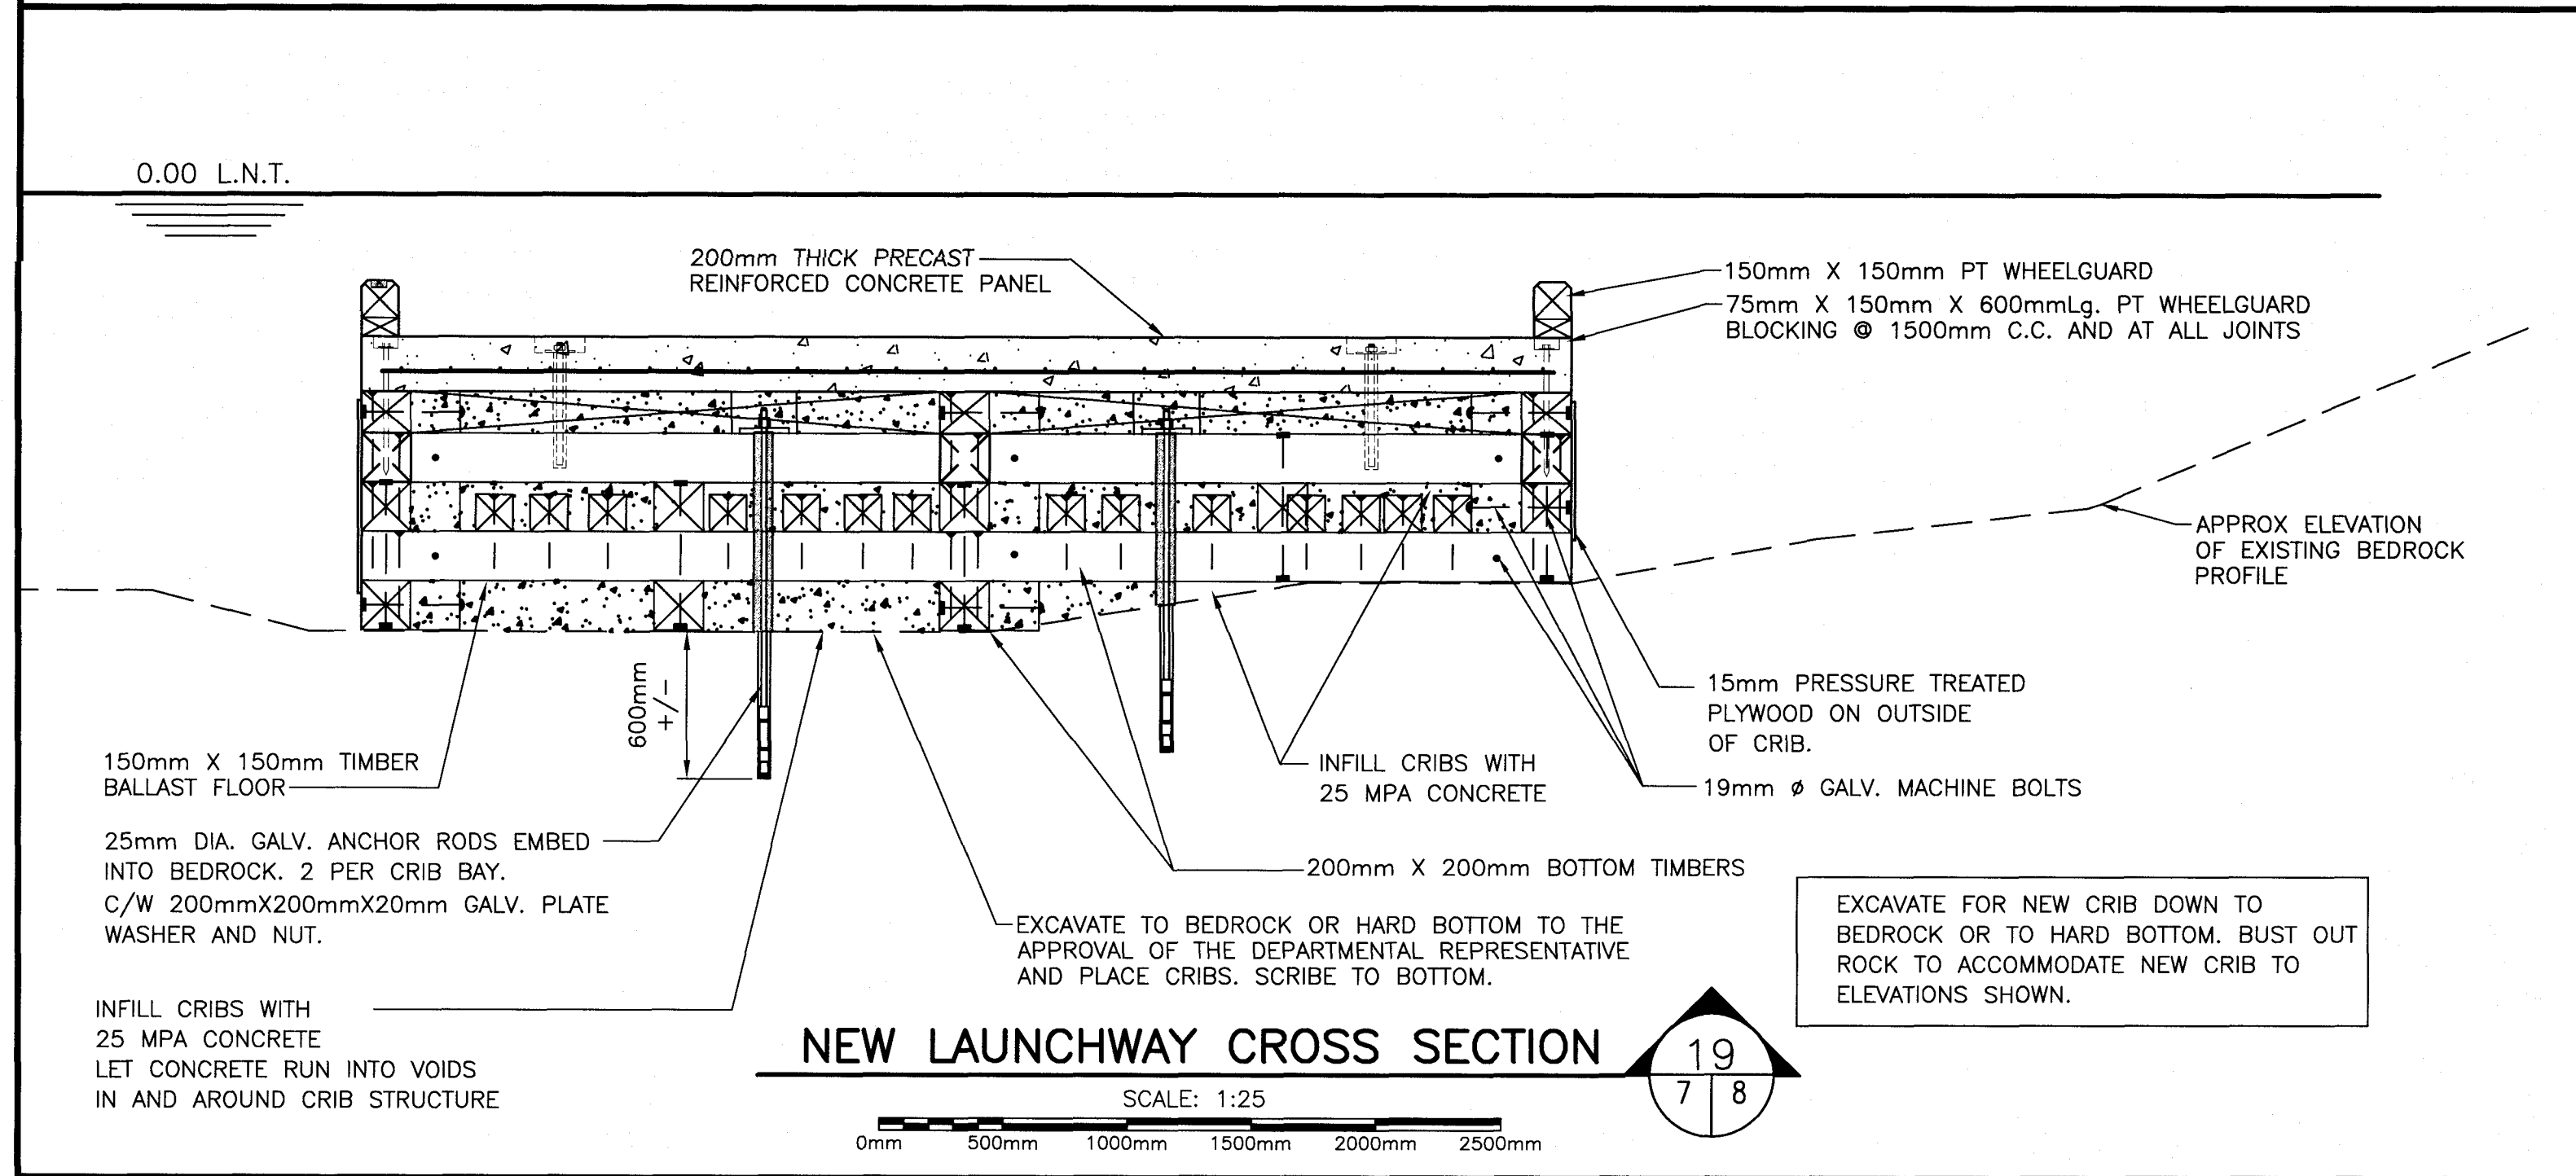 0.00 L.N.T.
200mm THICK PRECAST
REINFORCED CONCRETE PANEL
150mm X 150mm PT WHEELGUARD
75mm X 150mm X 600mmLg. PT WHEELGUARD
BLOCKING @ 1500mm C.C. AND AT ALL JOINTS
APPROX ELEVATION
OF EXISTING BEDROCK
PROFILE
600mm
+/-
15mm PRESSURE TREATED
PLYWOOD ON OUTSIDE
OF CRIB.
150mm X 150mm TIMBER
BALLAST FLOOR
INFILL CRIBS WITH
25 MPA CONCRETE
19mm ø GALV. MACHINE BOLTS
25mm DIA. GALV. ANCHOR RODS EMBED
INTO BEDROCK. 2 PER CRIB BAY.
C/W 200mmX200mmX20mm GALV. PLATE
WASHER AND NUT.
200mm X 200mm BOTTOM TIMBERS
EXCAVATE TO BEDROCK OR HARD BOTTOM TO THE
APPROVAL OF THE DEPARTMENTAL REPRESENTATIVE
AND PLACE CRIBS. SCRIBE TO BOTTOM.
EXCAVATE FOR NEW CRIB DOWN TO
BEDROCK OR TO HARD BOTTOM. BUST OUT
ROCK TO ACCOMMODATE NEW CRIB TO
ELEVATIONS SHOWN.
INFILL CRIBS WITH
25 MPA CONCRETE
LET CONCRETE RUN INTO VOIDS
IN AND AROUND CRIB STRUCTURE
NEW LAUNCHWAY CROSS SECTION
19
7 8
SCALE: 1:25
0mm 500mm 1000mm 1500mm 2000mm 2500mm